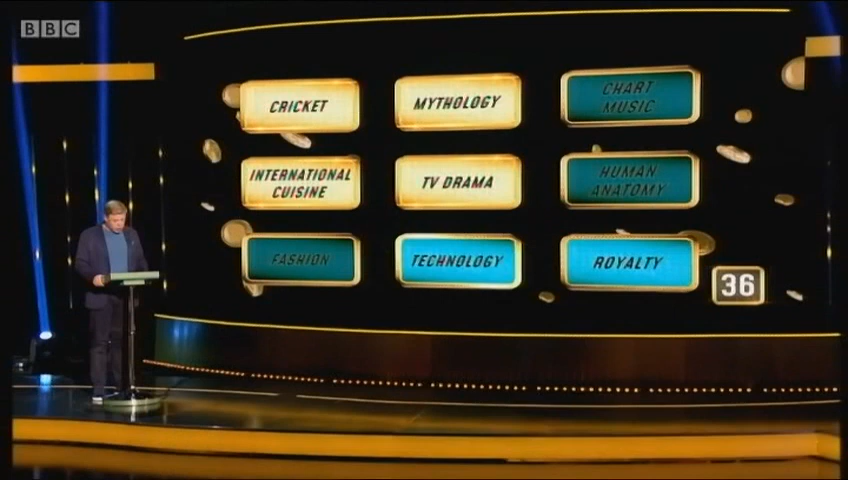 BBC
CRICKET
MYTHOLOGY
CHART
MUSIC
INTERNATIONAL
CUISINE
TV DRAMA
HUMAN
ANATOMY
FASHION
TECHNOLOGY
ROYALTY
36